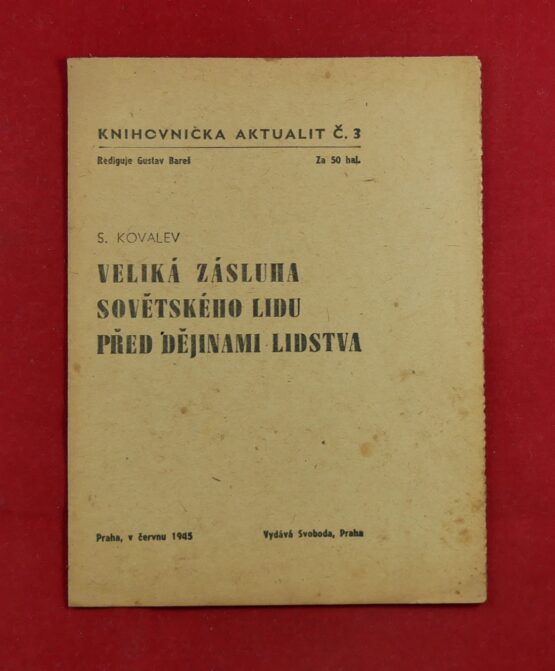 KNIHOVNIČKA AKTUALIT Č. 3
Rediguje Gustav Bareš Za 50 hal.
S. KOVALEV
VELIKÁ ZÁSLUHA
SOVĚTSKÉHO LIDU
PŘED DĚJINAMI LIDSTVA
Praha, v červnu 1945 Vydává Svoboda, Praha